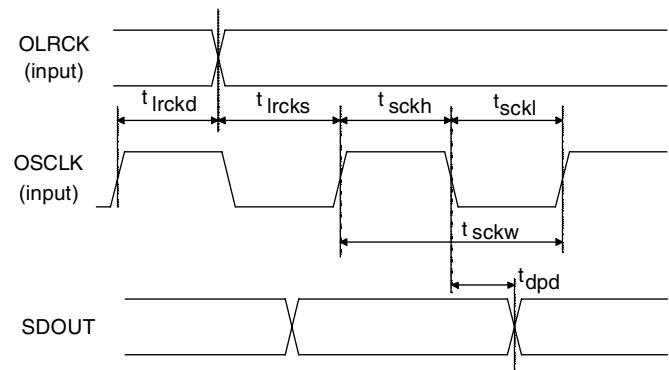 OLRCK
(input)
t lrckd
t lrcks
t sckh
t sckl
OSCLK
(input)
t sckw
t dpd
SDOUT